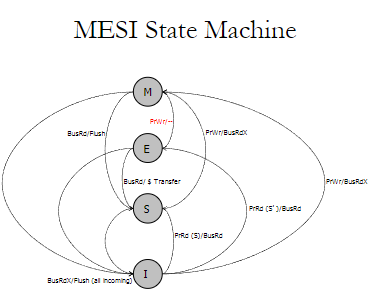 MESI State Machine
M
PrWr/--
BusRd/Flush
PrWr/BusRdX
E
BusRd/ $ Transfer
PrWr/BusRdX
S
PrRd (S')/BusRd
PrRd (S)/BusRd
I
BusRdX/Flush (all incoming)